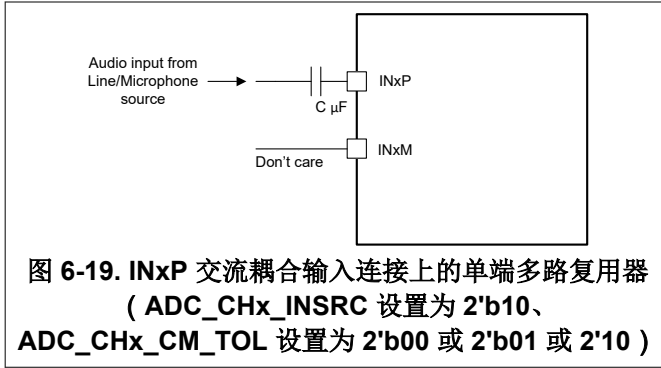 Audio input from
Line/Microphone
source
INxP
C μF
INxM
Don't care
图 6-19. INxP 交流耦合输入连接上的单端多路复用器
（ADC_CHx_INSRC 设置为 2'b10、
ADC_CHx_CM_TOL 设置为 2'b00 或 2'b01 或 2'10）